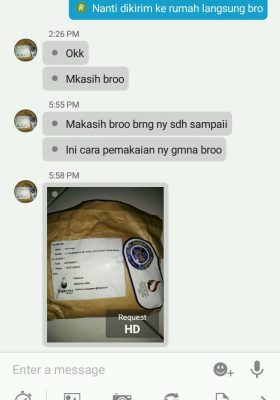 R Nanti dikirim ke rumah langsung bro
2:26 PM
Okk
Mkasih broo
5:55 PM
Makasih broo brng ny sdh sampaii
Ini cara pemakaian ny gmna broo
5:58 PM
Request
HD
Enter a message